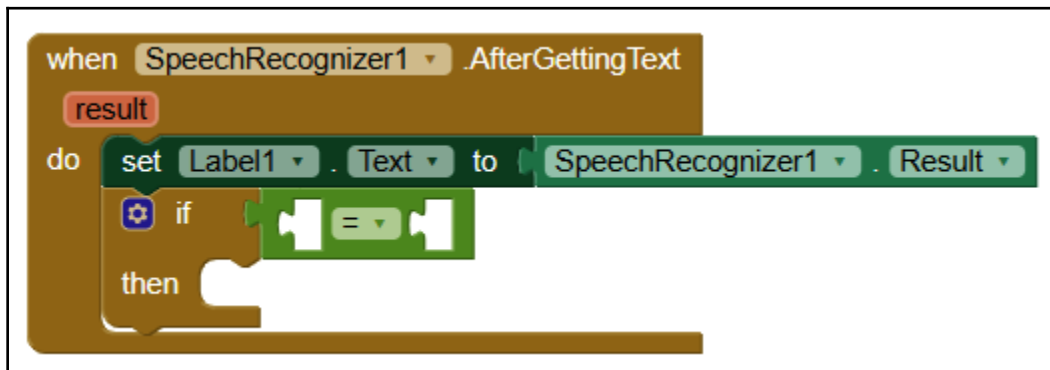 when SpeechRecognizer1 .AfterGettingText
result
do set Label1 . Text to SpeechRecognizer1 . Result
if =
then